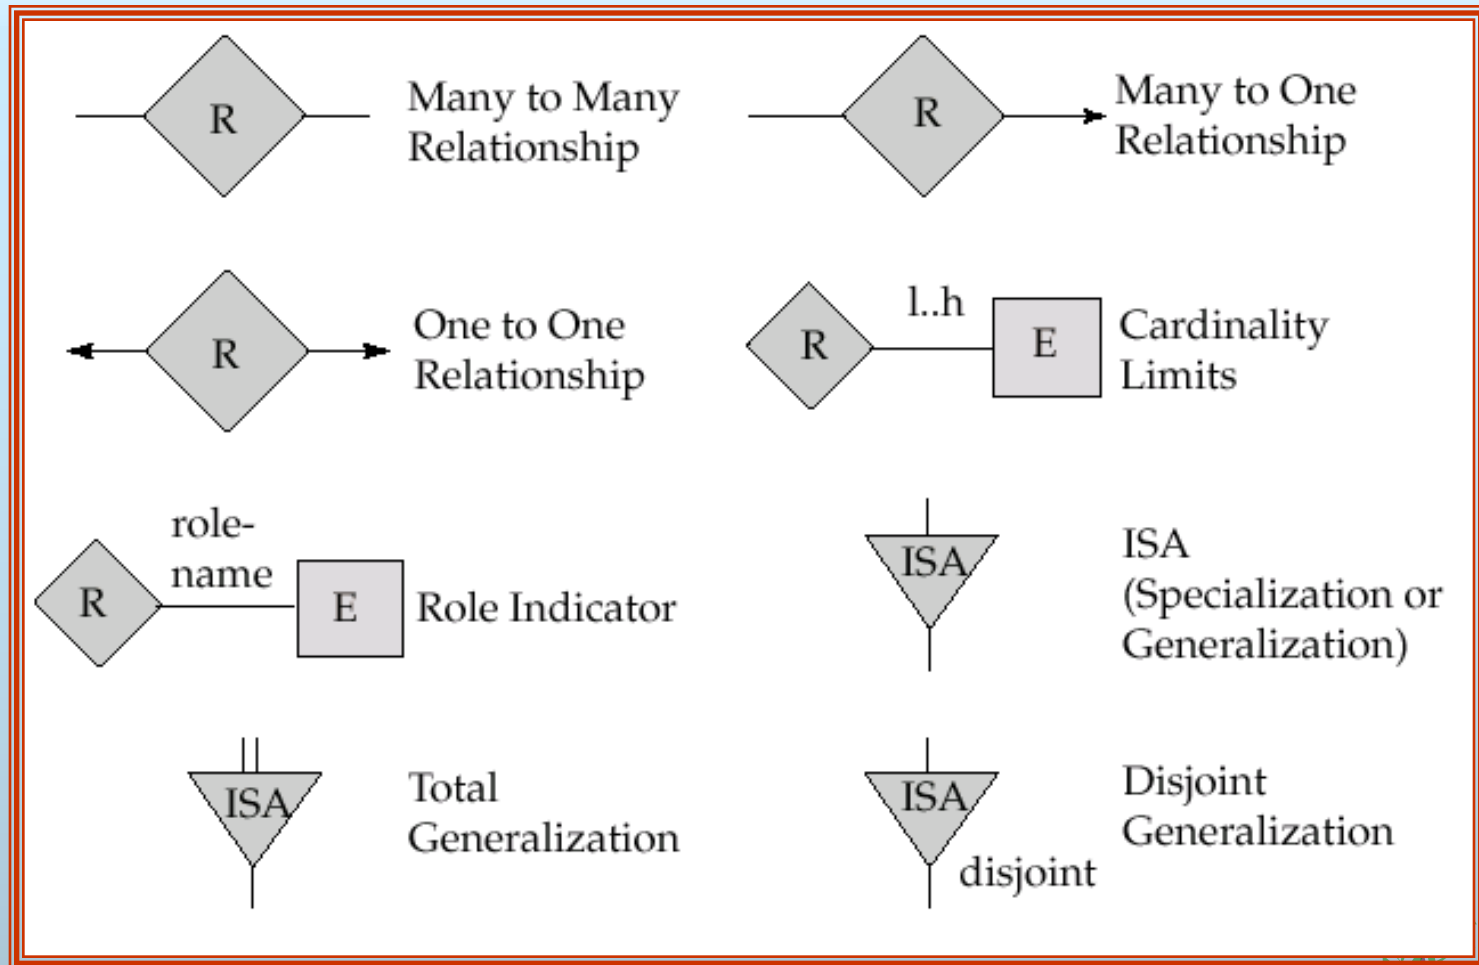 R
Many to Many
Relationship
R
Many to One
Relationship
R
One to One
Relationship
R
l..h
E
Cardinality
Limits
role-
name
R
E
Role Indicator
ISA
ISA
(Specialization or
Generalization)
ISA
Total
Generalization
ISA
disjoint
Disjoint
Generalization